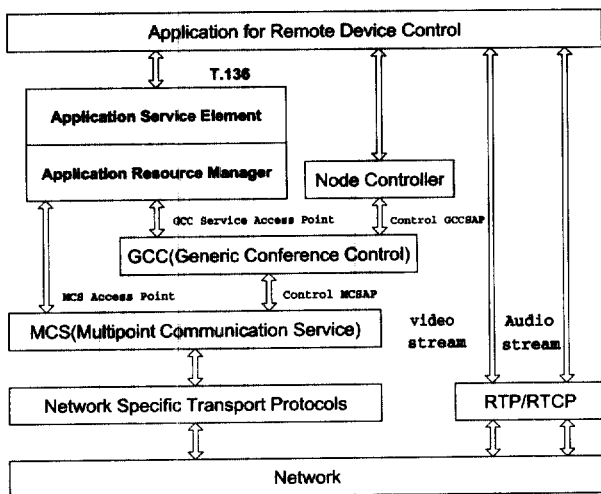 Application for Remote Device Control
T.136
Application Service Element
Application Resource Manager
Node Controller
GCC Service Access Point
Control GCCSAP
GCC(Generic Conference Control)
MCS Access Point
Control MCSAP
MCS(Multipoint Communication Service)
video
stream
Audio
stream
Network Specific Transport Protocols
RTP/RTCP
Network